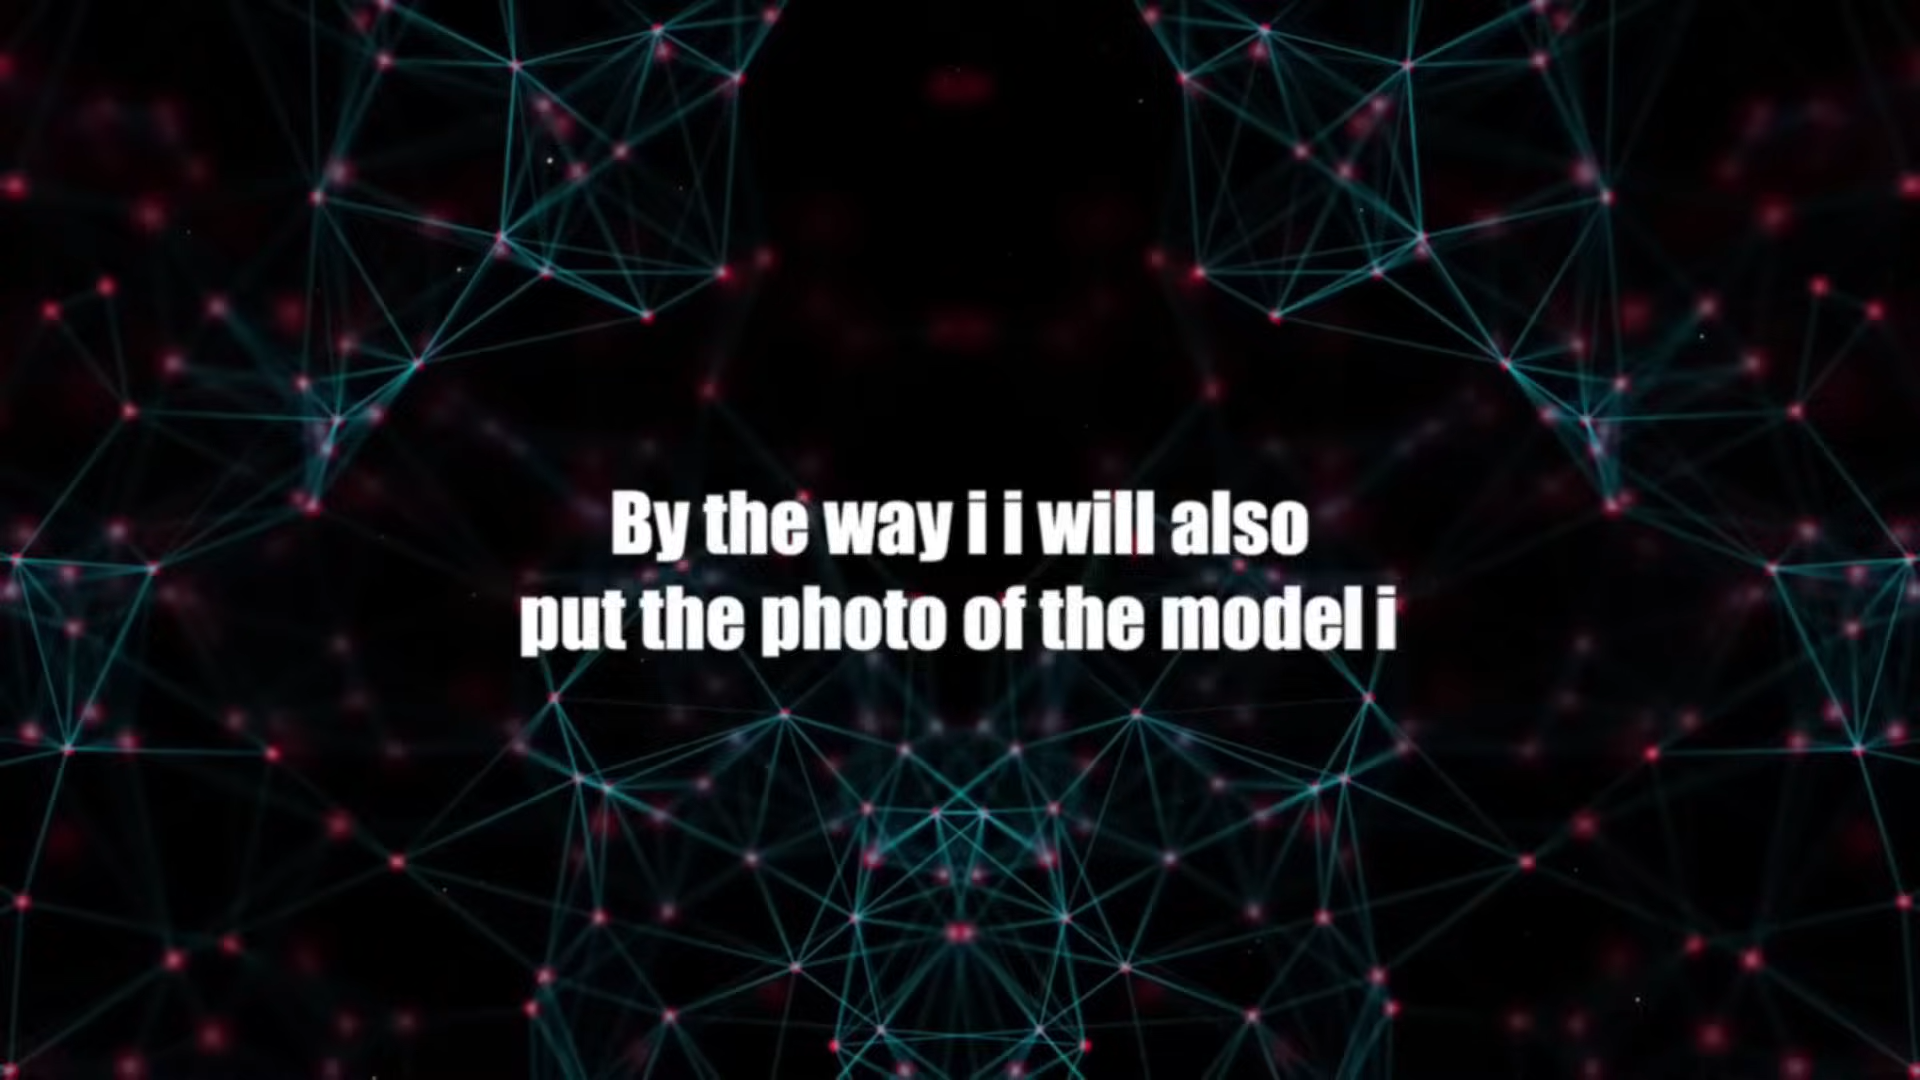 By the way i i will also
put the photo of the model i